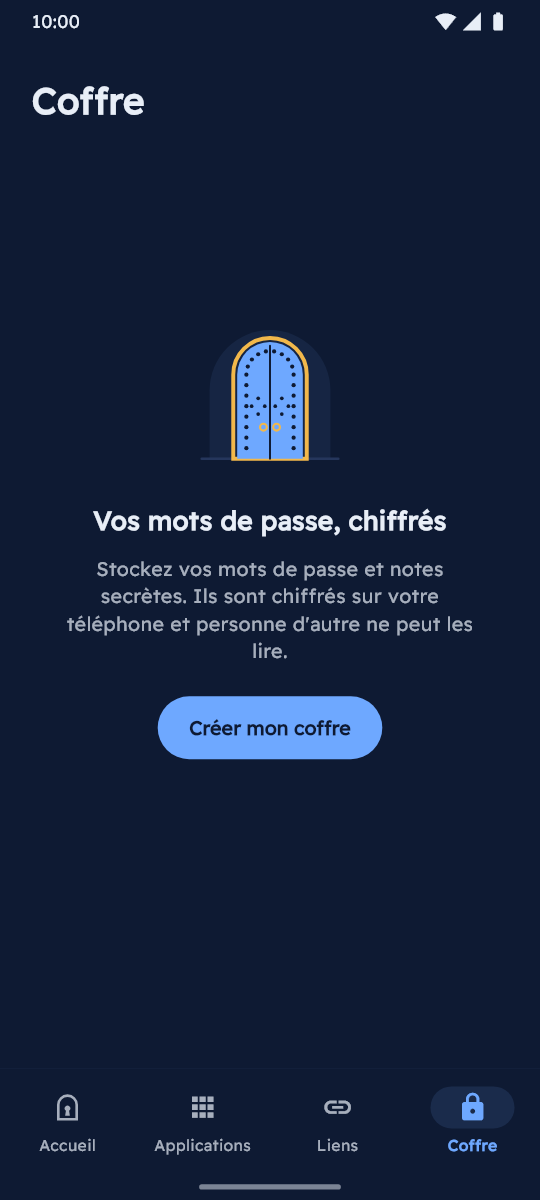 10:00
Coffre
Vos mots de passe, chiffrés
Stockez vos mots de passe et notes
secrètes. Ils sont chiffrés sur votre
téléphone et personne d'autre ne peut les
lire.
Créer mon coffre
Accueil
Applications
Liens
Coffre